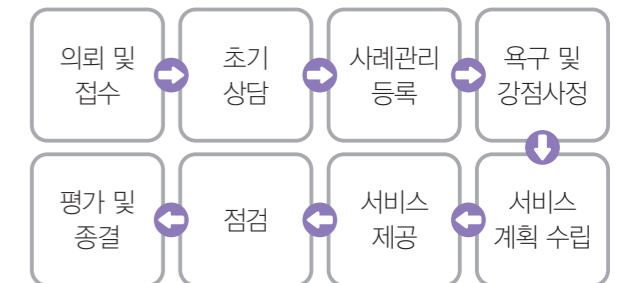 의뢰 및
접수
초기
상담
사례관리
등록
욕구 및
강점사정
평가 및
종결
점검
서비스
제공
서비스
계획 수립